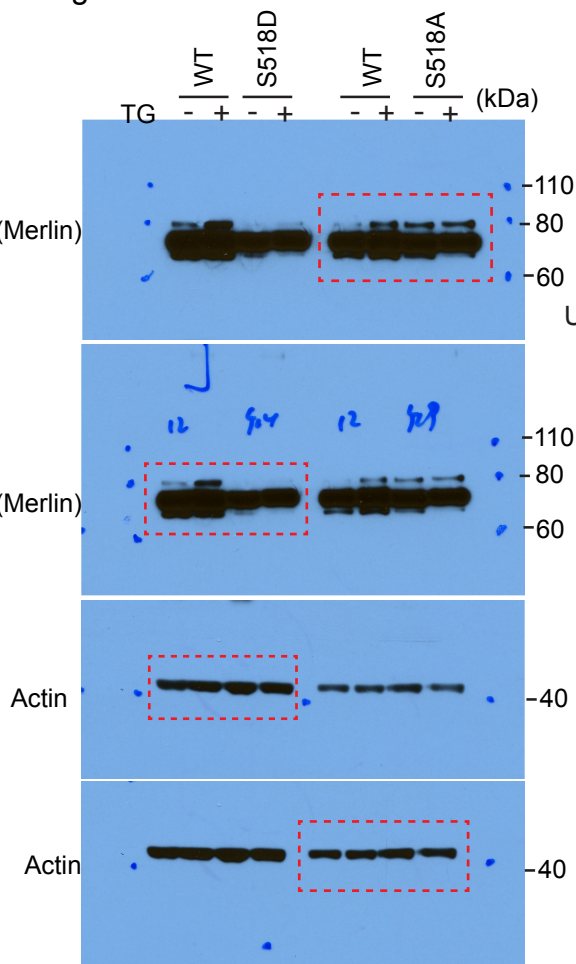 WT S518D WT S518A
TG - + - + - + - + (kDa)
-110
-80
(Merlin)
-60
U
12 12
-110
-80
(Merlin)
-60
Actin -40
Actin -40